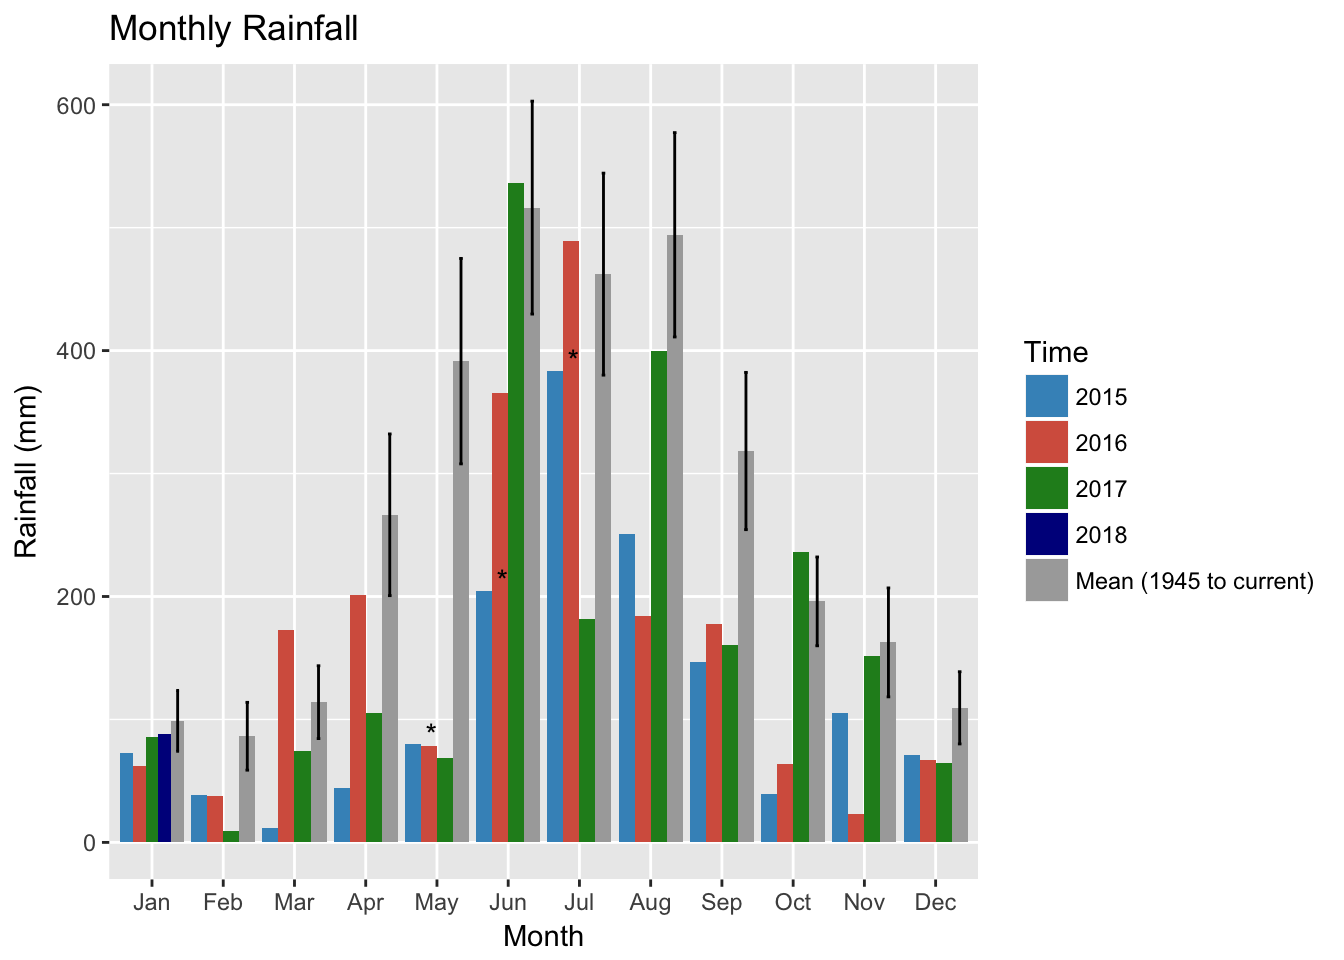 Monthly Rainfall
600
400
200
0
Rainfall (mm)
*
*
*
Jan Feb Mar Apr May Jun Jul Aug Sep Oct Nov Dec
Month
Time
2015
2016
2017
2018
Mean (1945 to current)